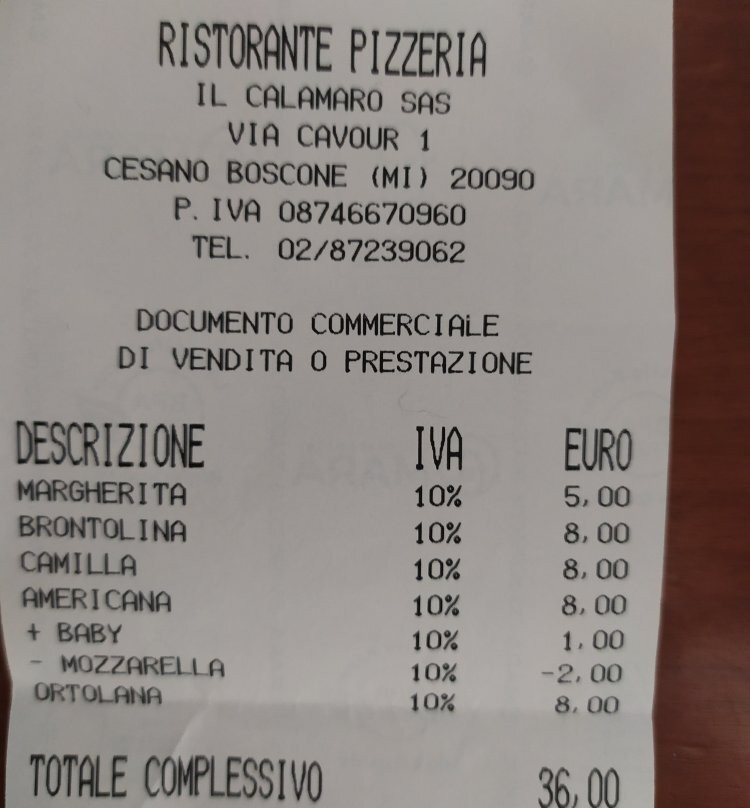 RISTORANTE PIZZERIA
IL CALAMARO SAS
VIA CAVOUR 1
CESANO BOSCONE (MI) 20090
P. IVA 08746670960
TEL. 02/87239062
DOCUMENTO COMMERCIALE
DI VENDITA O PRESTAZIONE
DESCRIZIONE IVA EURO
MARGHERITA 10% 5,00
BRONTOLINA 10% 8,00
CAMILLA 10% 8,00
AMERICANA 10% 8,00
+ BABY 10% 1,00
- MOZZARELLA 10% -2,00
ORTOLANA 10% 8,00
TOTALE COMPLESSIVO 36,00